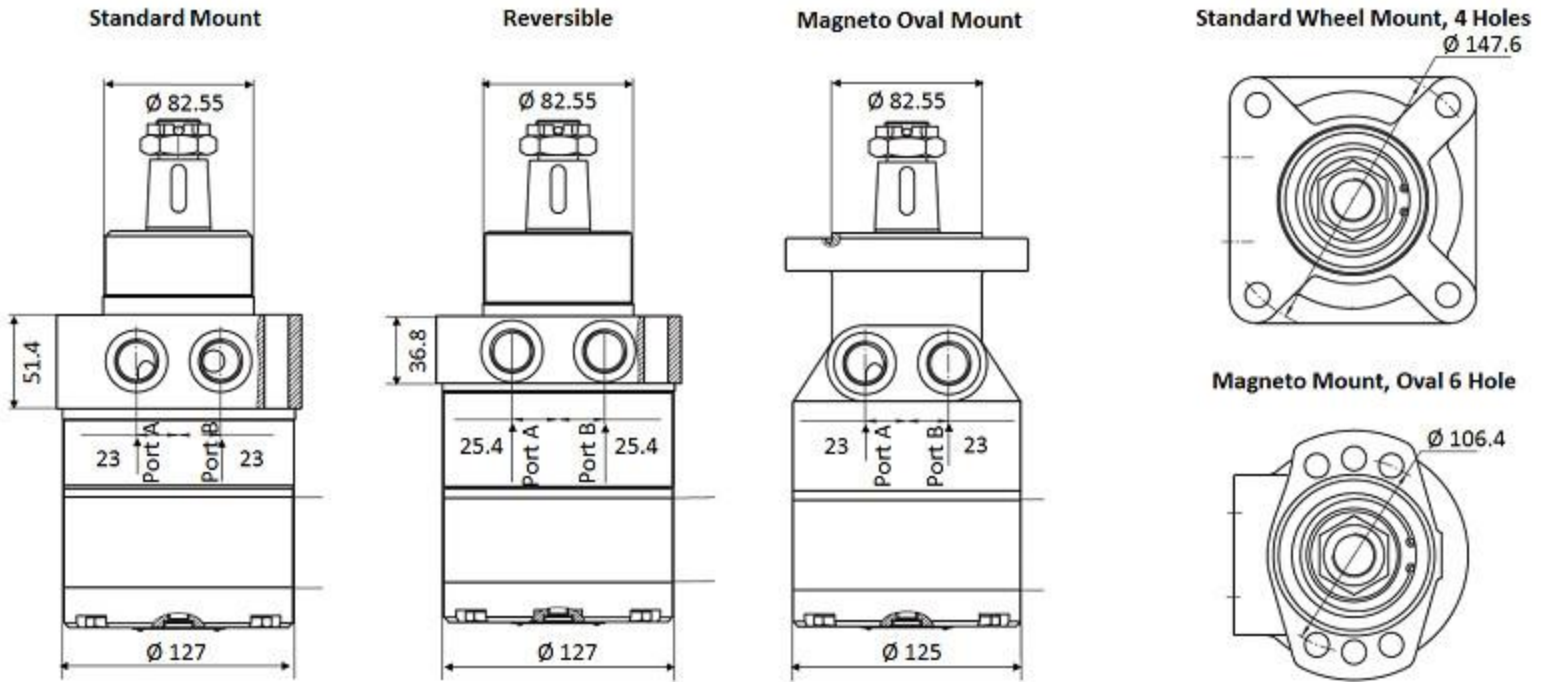 Standard Mount
Ø 82.55
51.4
23
Port A
Port B
23
Ø 127
Reversible
Ø 82.55
36.8
25.4
Port A
Port B
25.4
Ø 127
Magneto Oval Mount
Ø 82.55
23
Port A
Port B
23
Ø 125
Standard Wheel Mount, 4 Holes
Ø 147.6
Magneto Mount, Oval 6 Hole
Ø 106.4